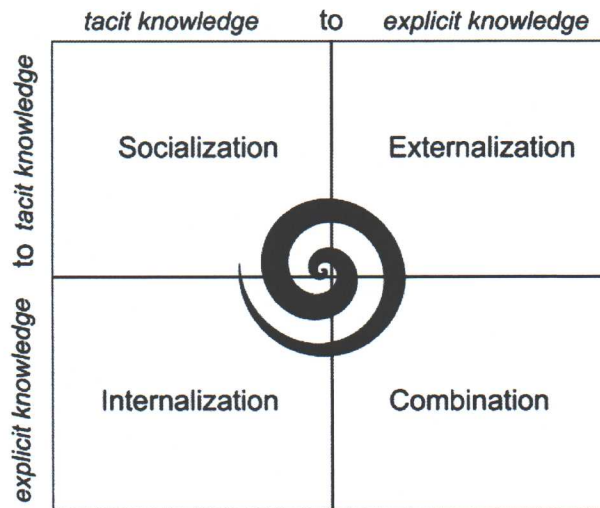 tacit knowledge to explicit knowledge
to tacit knowledge
explicit knowledge
Socialization Externalization
Internalization Combination